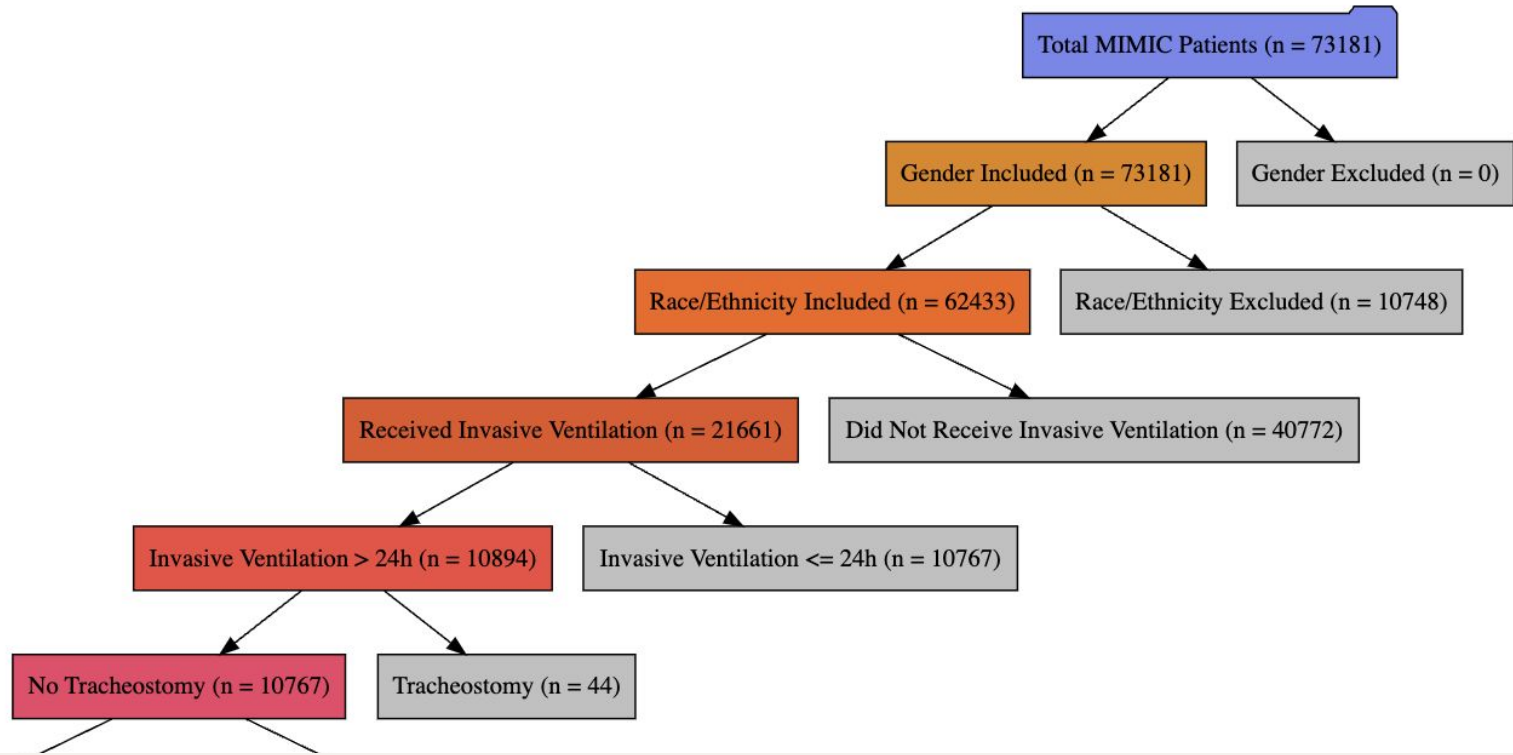 Total MIMIC Patients (n = 73181)
Gender Included (n = 73181)
Gender Excluded (n = 0)
Race/Ethnicity Included (n = 62433)
Race/Ethnicity Excluded (n = 10748)
Received Invasive Ventilation (n = 21661)
Did Not Receive Invasive Ventilation (n = 40772)
Invasive Ventilation > 24h (n = 10894)
Invasive Ventilation <= 24h (n = 10767)
No Tracheostomy (n = 10767)
Tracheostomy (n = 44)